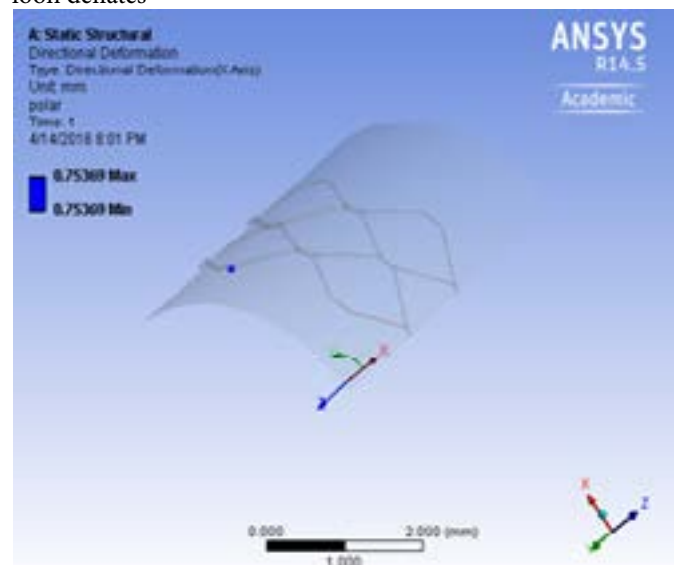 loon deflates
A: Static Structural
Directional Deformation
Type: Directional Deformation(X Axis)
Unit: mm
polar
Time: 1
4/14/2016 8:01 PM
0.75369 Max
0.75369 Min
ANSYS
R14.5
Academic
X
Z
0.000
2.000 (mm)
1.000
X
Z
Y